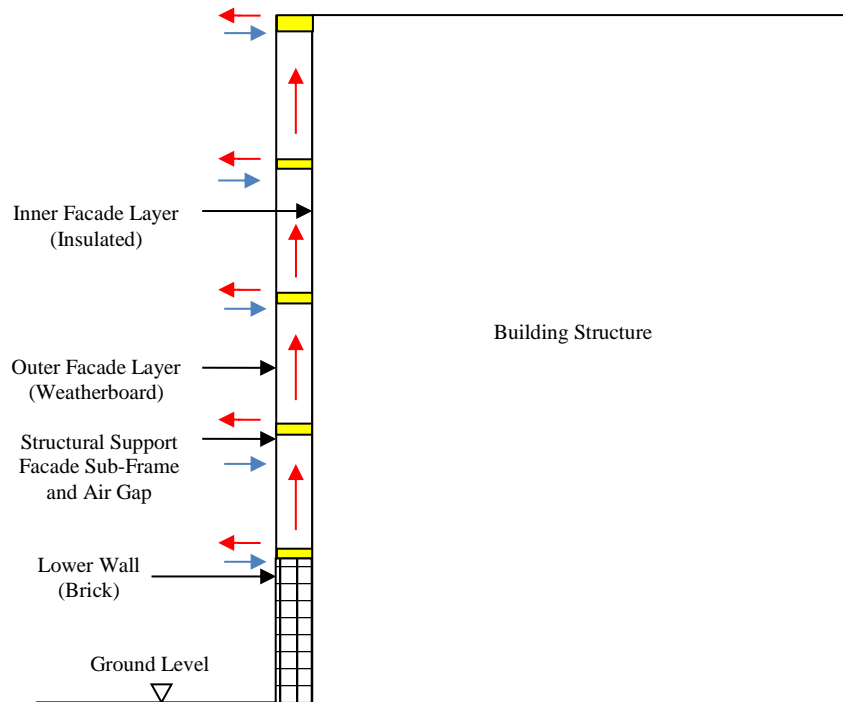 Inner Facade Layer
(Insulated)
Building Structure
Outer Facade Layer
(Weatherboard)
Structural Support
Facade Sub-Frame
and Air Gap
Lower Wall
(Brick)
Ground Level